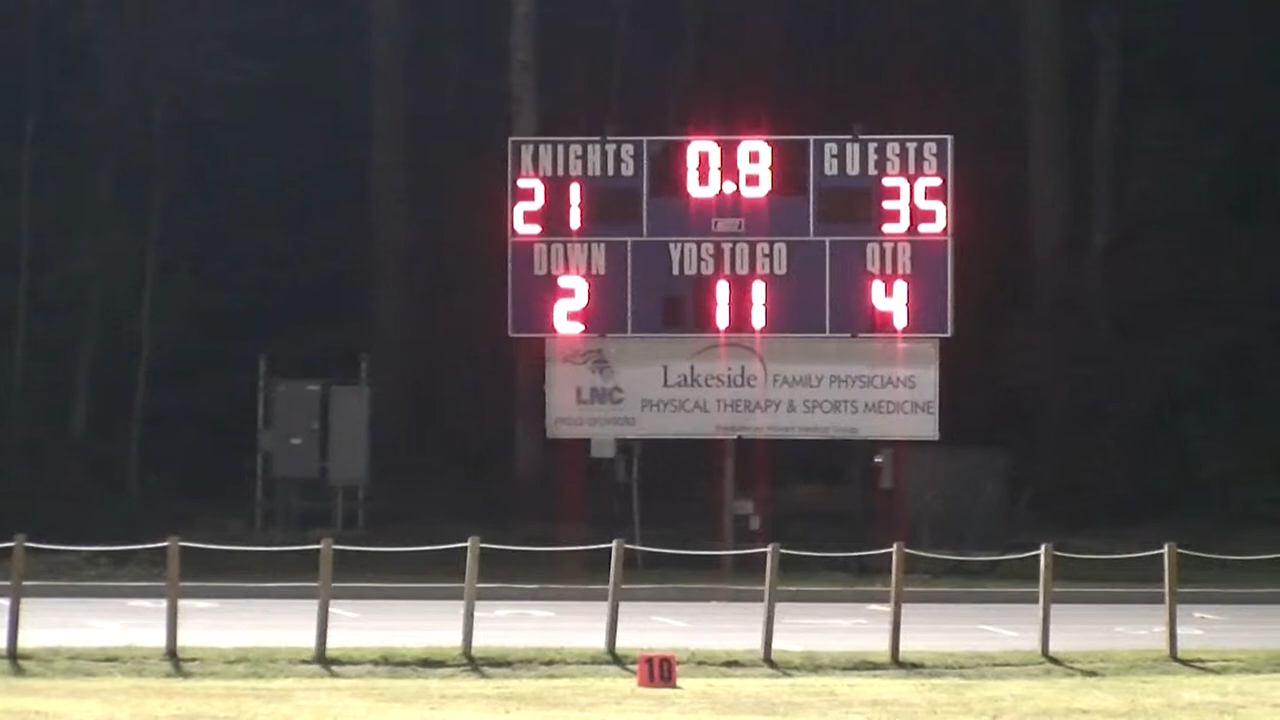 KNIGHTS 0.8 GUESTS
21 35
DOWN YDS TO GO QTR
2 11 4
LNC
Lakeside FAMILY PHYSICIANS
PHYSICAL THERAPY & SPORTS MEDICINE
10